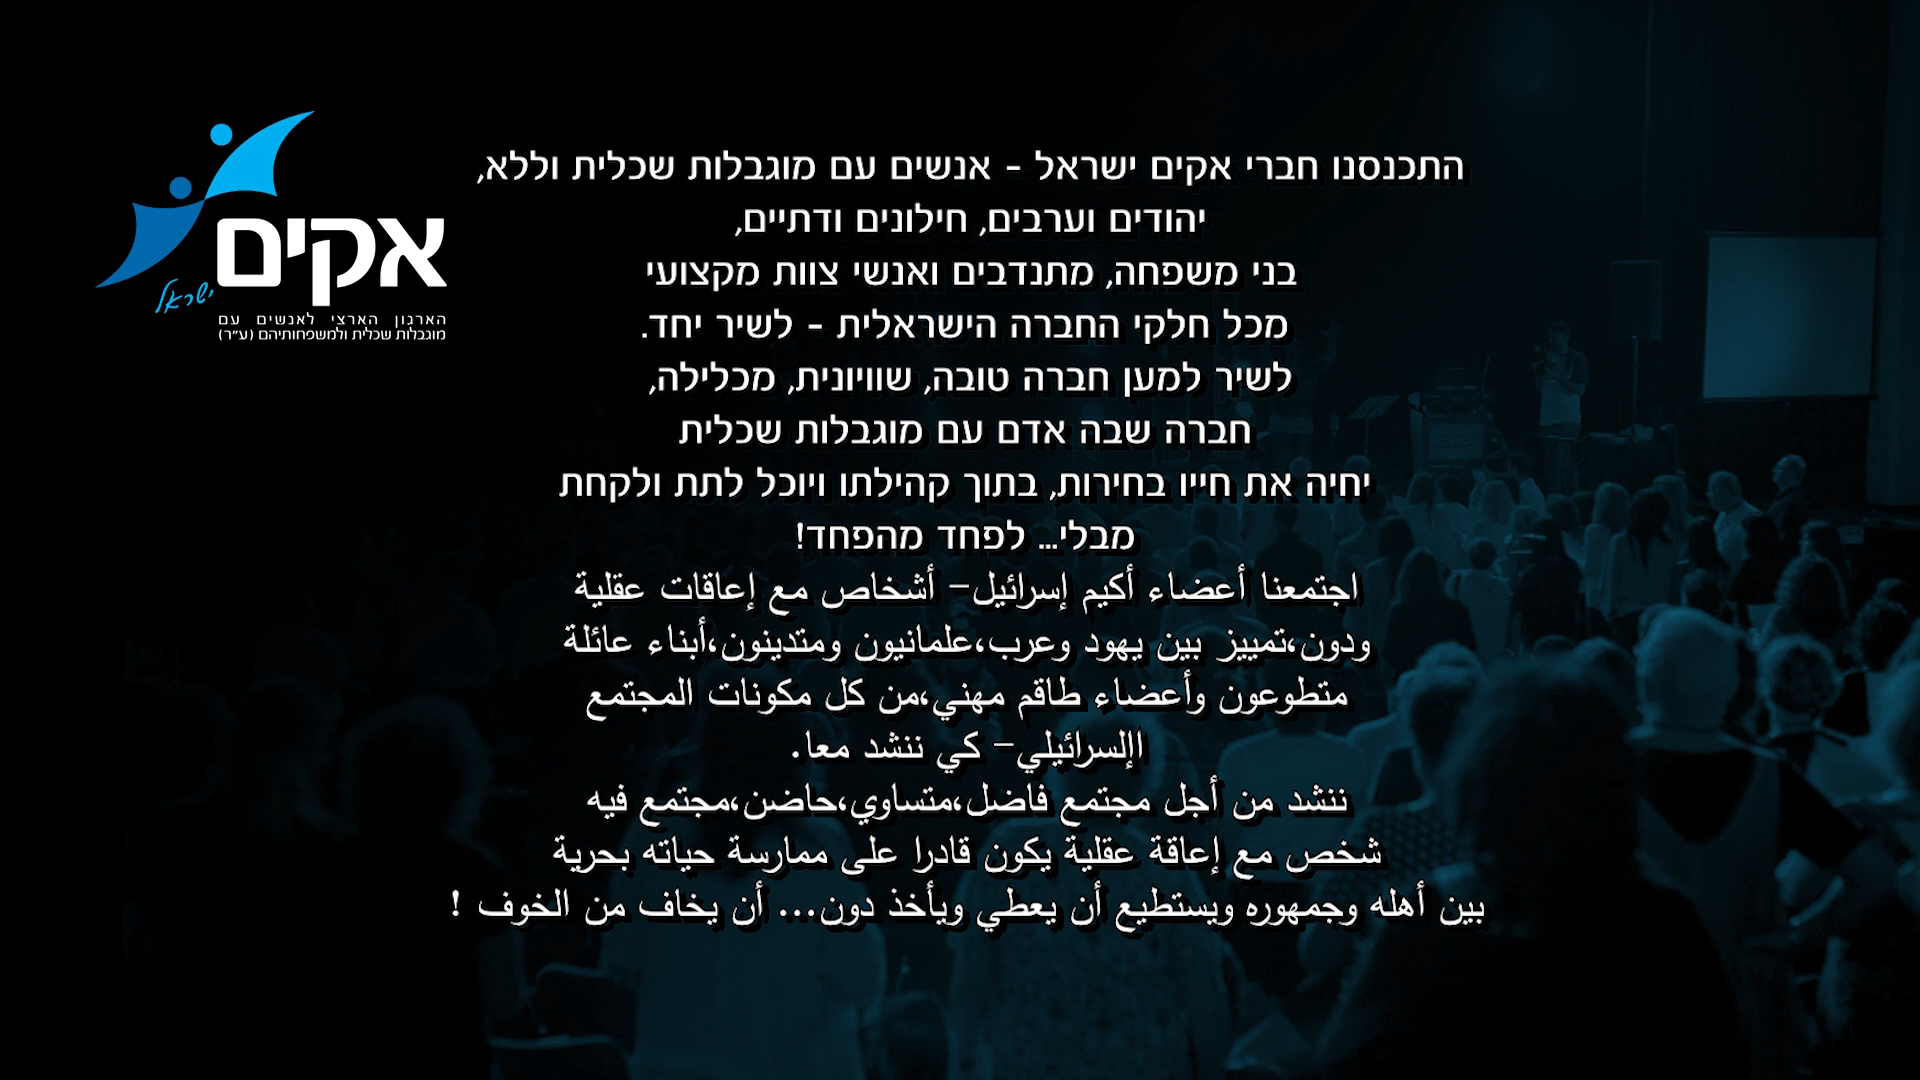 אקים
ישראל
הארגון הארצי לאנשים עם
מוגבלות שכלית ולמשפחותיהם (ע״ר)
התכנסנו חברי אקים ישראל - אנשים עם מוגבלות שכלית וללא,
יהודים וערבים, חילונים ודתיים,
בני משפחה, מתנדבים ואנשי צוות מקצועי
מכל חלקי החברה הישראלית - לשיר יחד.
לשיר למען חברה טובה, שוויונית, מכלילה,
חברה שבה אדם עם מוגבלות שכלית
יחיה את חייו בחירות, בתוך קהילתו ויוכל לתת ולקחת
מבלי... לפחד מהפחד!
اجتمعنا أعضاء أكيم إسرائيل– أشخاص مع إعاقات عقلية
ودون،تمييز بين يهود وعرب،علمانيون ومتدينون،أبناء عائلة
متطوعون وأعضاء طاقم مهني،من كل مكونات المجتمع
اإلسرائيلي– كي ننشد معا.
ننشد من أجل مجتمع فاضل،متساوي،حاضن،مجتمع فيه
شخص مع إعاقة عقلية يكون قادرا على ممارسة حياته بحرية
بين أهله وجمهوره ويستطيع أن يعطي ويأخذ دون... أن يخاف من الخوف !